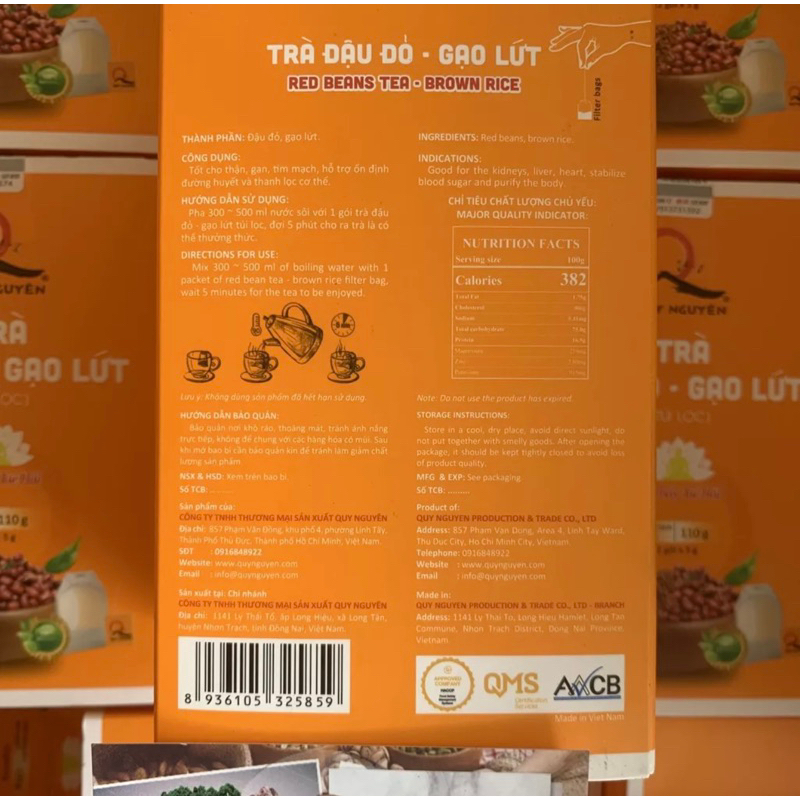 TRÀ ĐẬU ĐỎ - GẠO LỨT
RED BEANS TEA - BROWN RICE
Filter bags
THÀNH PHẦN: Đậu đỏ, gạo lứt.
CÔNG DỤNG:
Tốt cho thận, gan, tim mạch, hỗ trợ ổn định
đường huyết và thanh lọc cơ thể.
HƯỚNG DẪN SỬ DỤNG:
Pha 300 ~ 500 ml nước sôi với 1 gói trà đậu
đỏ - gạo lứt túi lọc, đợi 5 phút cho ra trà là có
thể thưởng thức.
DIRECTIONS FOR USE:
Mix 300 ~ 500 ml of boiling water with 1
packet of red bean tea - brown rice filter bag,
wait 5 minutes for the tea to be enjoyed.
Lưu ý: Không dùng sản phẩm đã hết hạn sử dụng.
HƯỚNG DẪN BẢO QUẢN:
Bảo quản nơi khô ráo, thoáng mát, tránh ánh nắng
trực tiếp, không để chung với các hàng hóa có mùi. Sau
khi mở bao bì cần bảo quản kín để tránh làm giảm chất
lượng sản phẩm
NSX & HSD: Xem trên bao bì.
Số TCB: .........
Sản phẩm của:
CÔNG TY TNHH THƯƠNG MẠI SẢN XUẤT QUY NGUYÊN
Địa chỉ: 857 Phạm Văn Đồng, khu phố 4, phường Linh Tây,
Thành Phố Thủ Đức, Thành phố Hồ Chí Minh, Việt Nam.
SĐT : 0916848922
Website: www.quynguyen.com
Email : info@quynguyen.com
Sản xuất tại: Chi nhánh
CÔNG TY TNHH THƯƠNG MẠI SẢN XUẤT QUY NGUYÊN
Địa chỉ: 1141 Lý Thái Tổ, ấp Long Hiệu, xã Long Tân,
huyện Nhơn Trạch, tỉnh Đồng Nai, Việt Nam.
8 936105 325859
INGREDIENTS: Red beans, brown rice.
INDICATIONS:
Good for the kidneys, liver, heart, stabilize
blood sugar and purify the body.
CHỈ TIÊU CHẤT LƯỢNG CHỦ YẾU:
MAJOR QUALITY INDICATOR:
NUTRITION FACTS
Serving size 100g
Calories 382
Total Fat
Cholesterol
Sodium
Total carbohydrate
Protein
Note: Do not use the product has expired.
STORAGE INSTRUCTIONS:
Store in a cool, dry place, avoid direct sunlight, do
not put together with smelly goods. After opening the
package, it should be kept tightly closed to avoid loss
of product quality.
MFG & EXP: See packaging.
Số TCB: .........
Product of:
QUY NGUYEN PRODUCTION & TRADE CO., LTD
Address: 857 Pham Van Dung, Area 4, Linh Tay Ward,
Thu Duc City, Ho Chi Minh City, Vietnam.
Telephone: 0916848922
Website : www.quynguyen.com
Email : info@quynguyen.com
Made in:
QUY NGUYEN PRODUCTION & TRADE CO., LTD - BRANCH
Address: 1141 Ly Thai To, Long Hieu Hamlet, Long Tan
Commune, Nhon Trach District, Dong Nai Province,
Vietnam.
APPROVED
COMPANY
HACCP
QMS
AWCB
Made in Viet Nam
GẠO LỨT
110 g
TRÀ
- GẠO LỨT
110 g